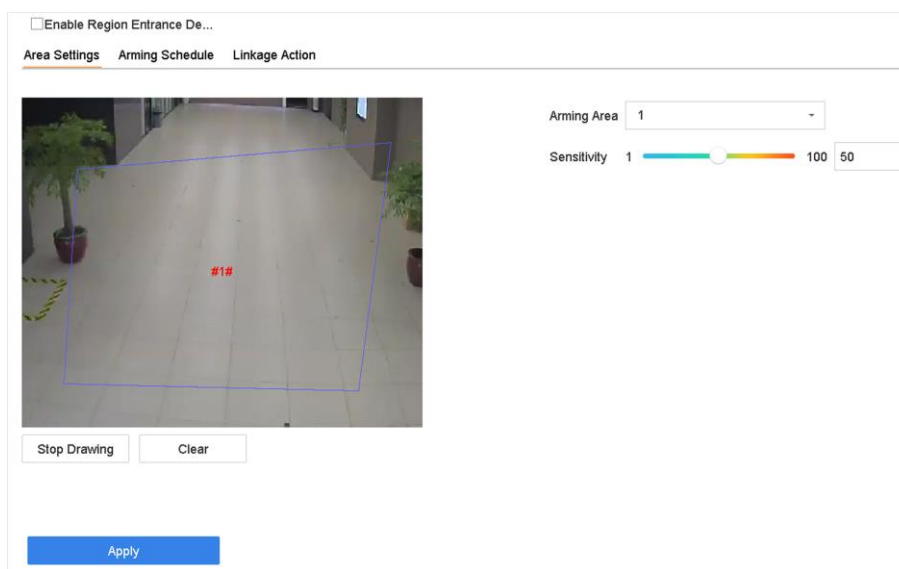 Enable Region Entrance De...
Area Settings Arming Schedule Linkage Action
Arming Area 1
Sensitivity 1 100 50
#1#
Stop Drawing Clear
Apply